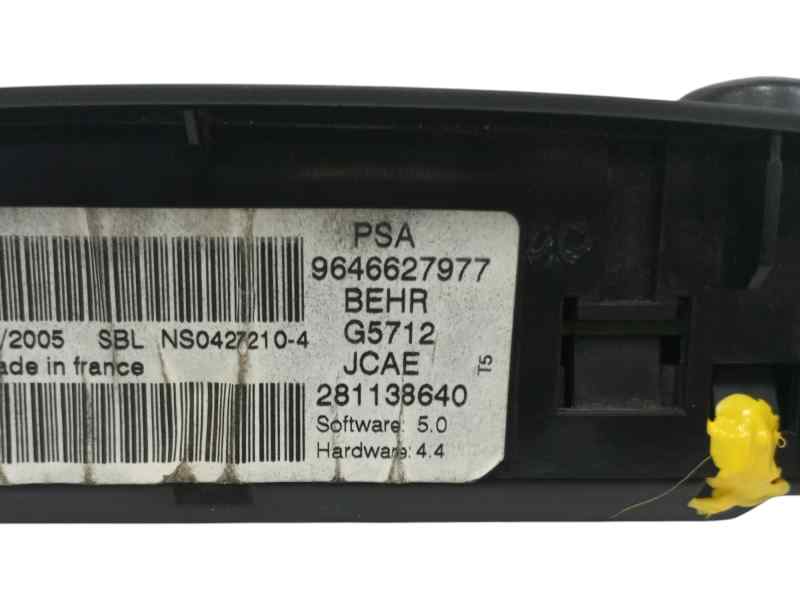 PSA
9646627977
BEHR
/2005 SBL NS0427210-4 G5712
ade in france JCAE T5
281138640
Software: 5.0
Hardware: 4.4